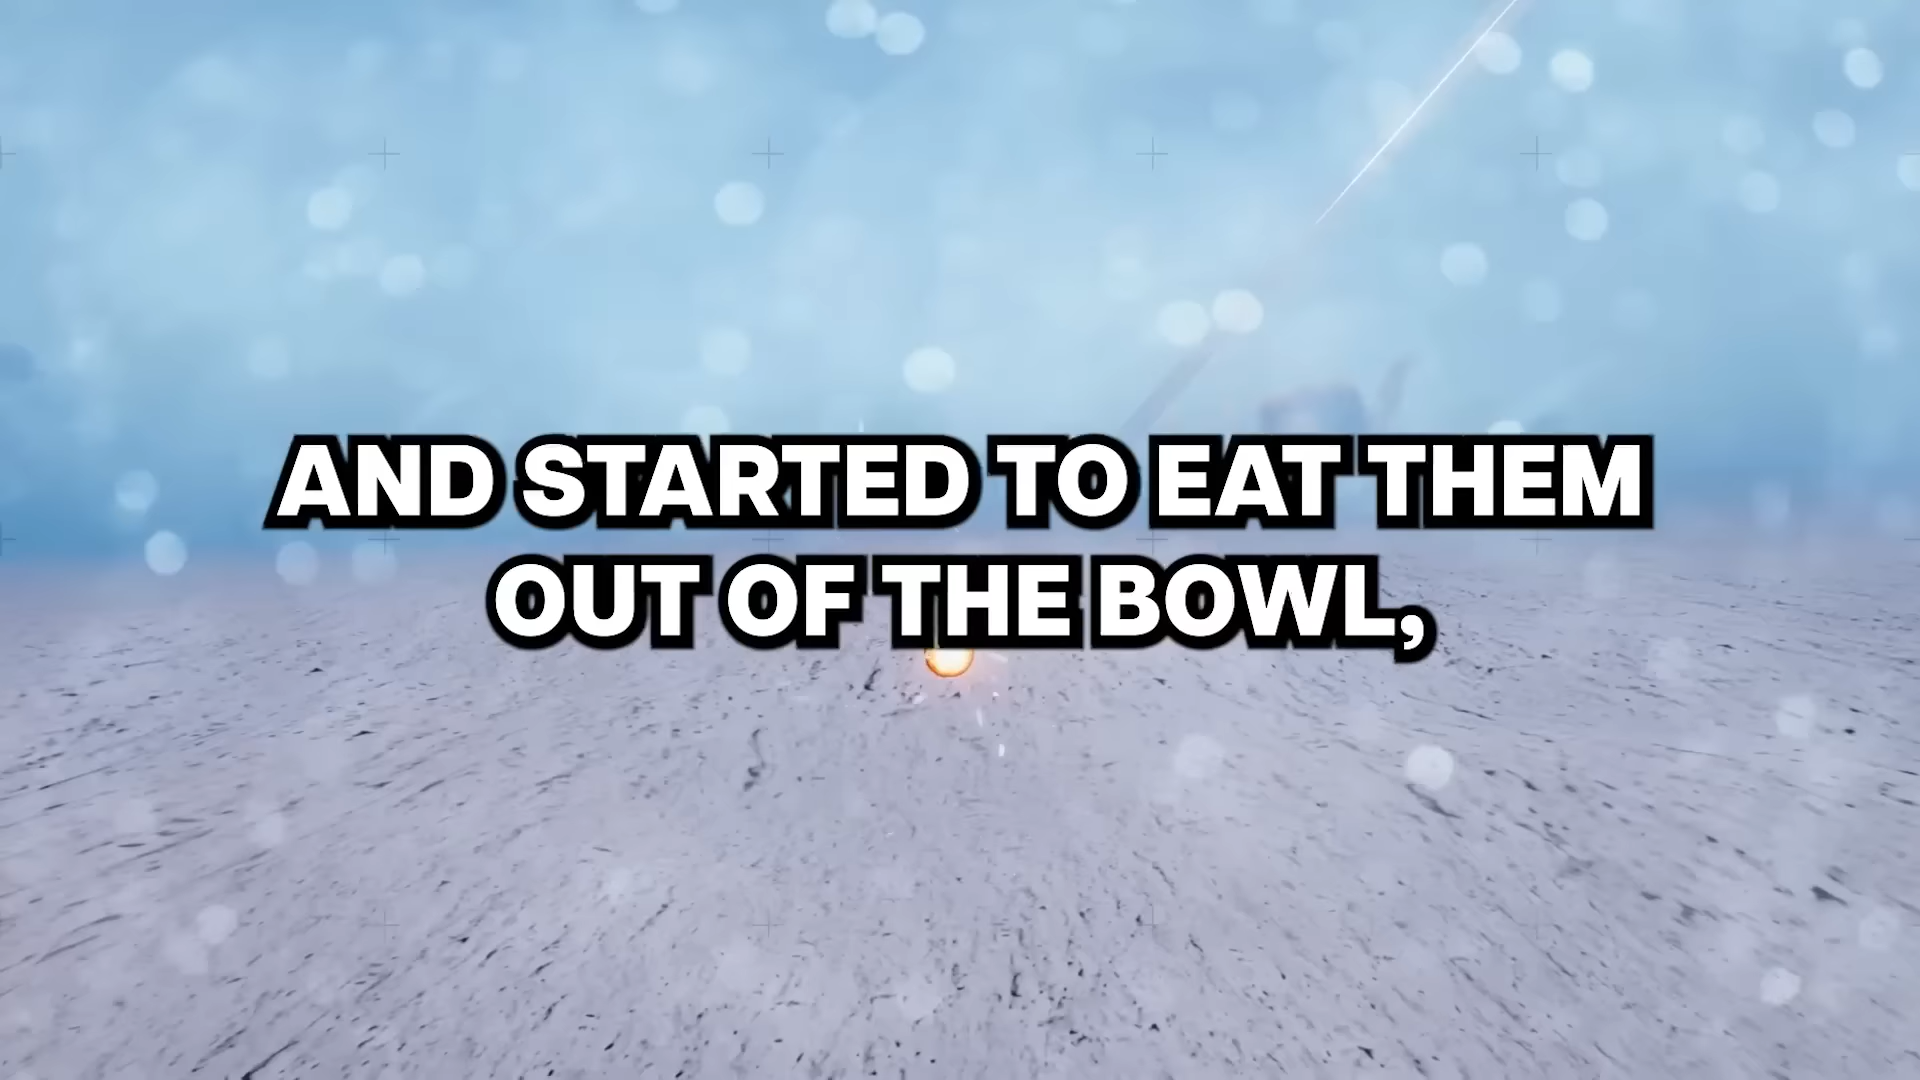 AND STARTED TO EAT THEM
OUT OF THE BOWL,